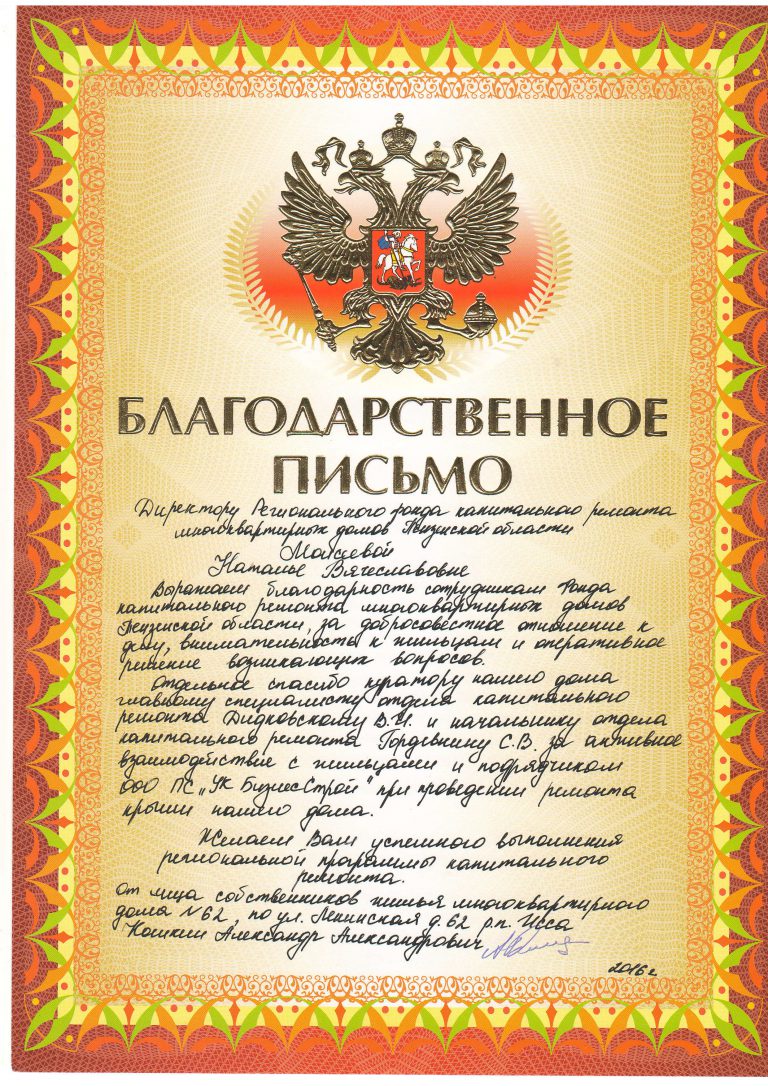 БЛАГОДАРСТВЕННОЕ
ПИСЬМО
Директору Регионального фонда капитального ремонта
многоквартирных домов Пензенской области
Мойсеевой
Наталье Вячеславовне
Выражаем благодарность сотрудникам Фонда
капитального ремонта многоквартирных домов
Пензенской области, за добросовестное отношение к
делу, внимательность к жильцам и оперативное
решение возникающих вопросов.
Отдельное спасибо куратору нашего дома
главному специалисту отдела капитального
ремонта Дидковскому В.И. и начальнику отдела
капитального ремонта С.В. за активное
взаимодействие с жильцами и подрядчиком
ООО ПС "УК БизнесСтрой" при проведении ремонта
крыши нашего дома.
Желаем Вам успешного выполнения
региональной программы капитального
ремонта.
От лица собственников жилья многоквартирного
дома №62, по ул. Ленинская д. 62 р.п. Исса
Кошкин Александр Александрович
2016 г